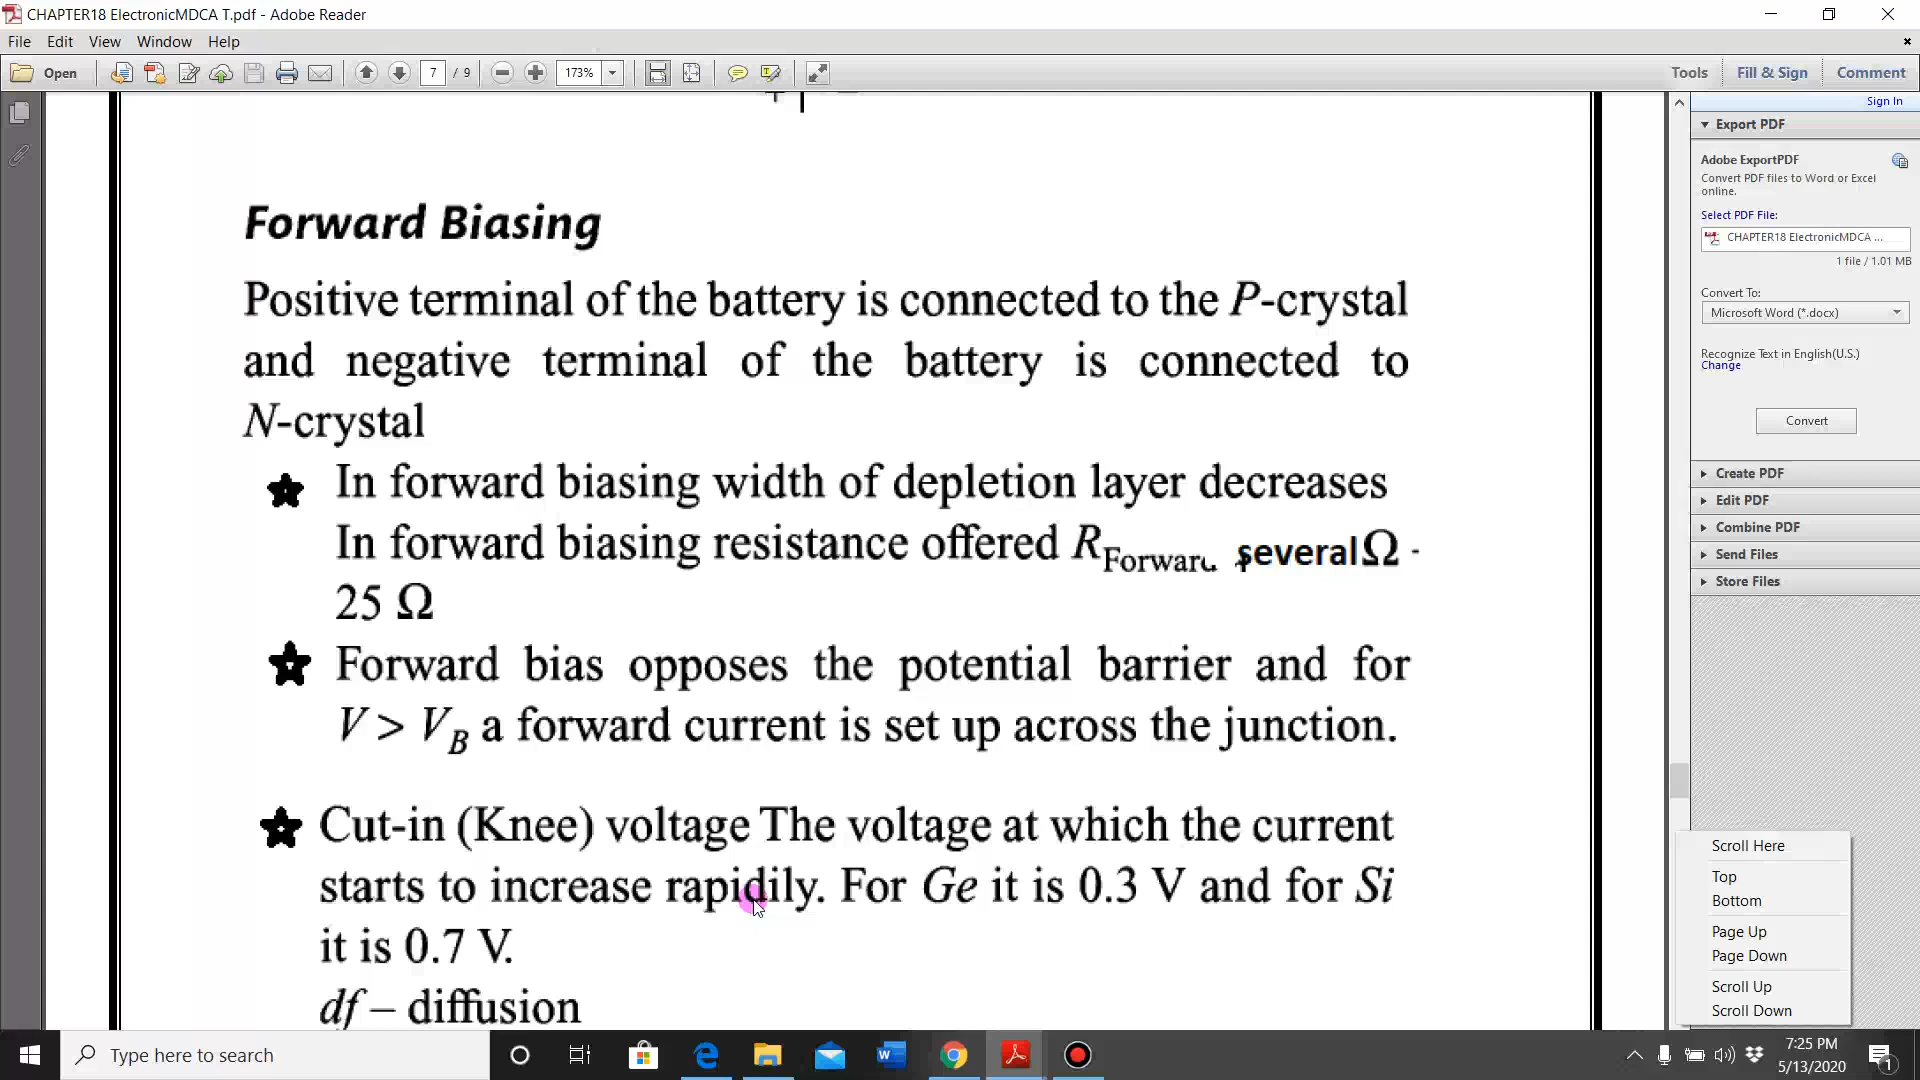 CHAPTER18 ElectronicMDCA T.pdf - Adobe Reader
File Edit View Window Help
Open 7 / 9 173% Tools Fill & Sign Comment
Sign In
Export PDF
Adobe ExportPDF
Convert PDF files to Word or Excel
online.
Select PDF File:
CHAPTER18 ElectronicMDCA ...
1 file / 1.01 MB
Convert To:
Microsoft Word (*.docx)
Recognize Text in English(U.S.)
Change
Convert
Create PDF
Edit PDF
Combine PDF
Send Files
Store Files
Forward Biasing
Positive terminal of the battery is connected to the P-crystal
and negative terminal of the battery is connected to
N-crystal
In forward biasing width of depletion layer decreases
In forward biasing resistance offered R Forward several Ω -
25 Ω
Forward bias opposes the potential barrier and for
V > VB a forward current is set up across the junction.
Cut-in (Knee) voltage The voltage at which the current
starts to increase rapidily. For Ge it is 0.3 V and for Si
it is 0.7 V.
df – diffusion
Scroll Here
Top
Bottom
Page Up
Page Down
Scroll Up
Scroll Down
Type here to search
7:25 PM
5/13/2020
1